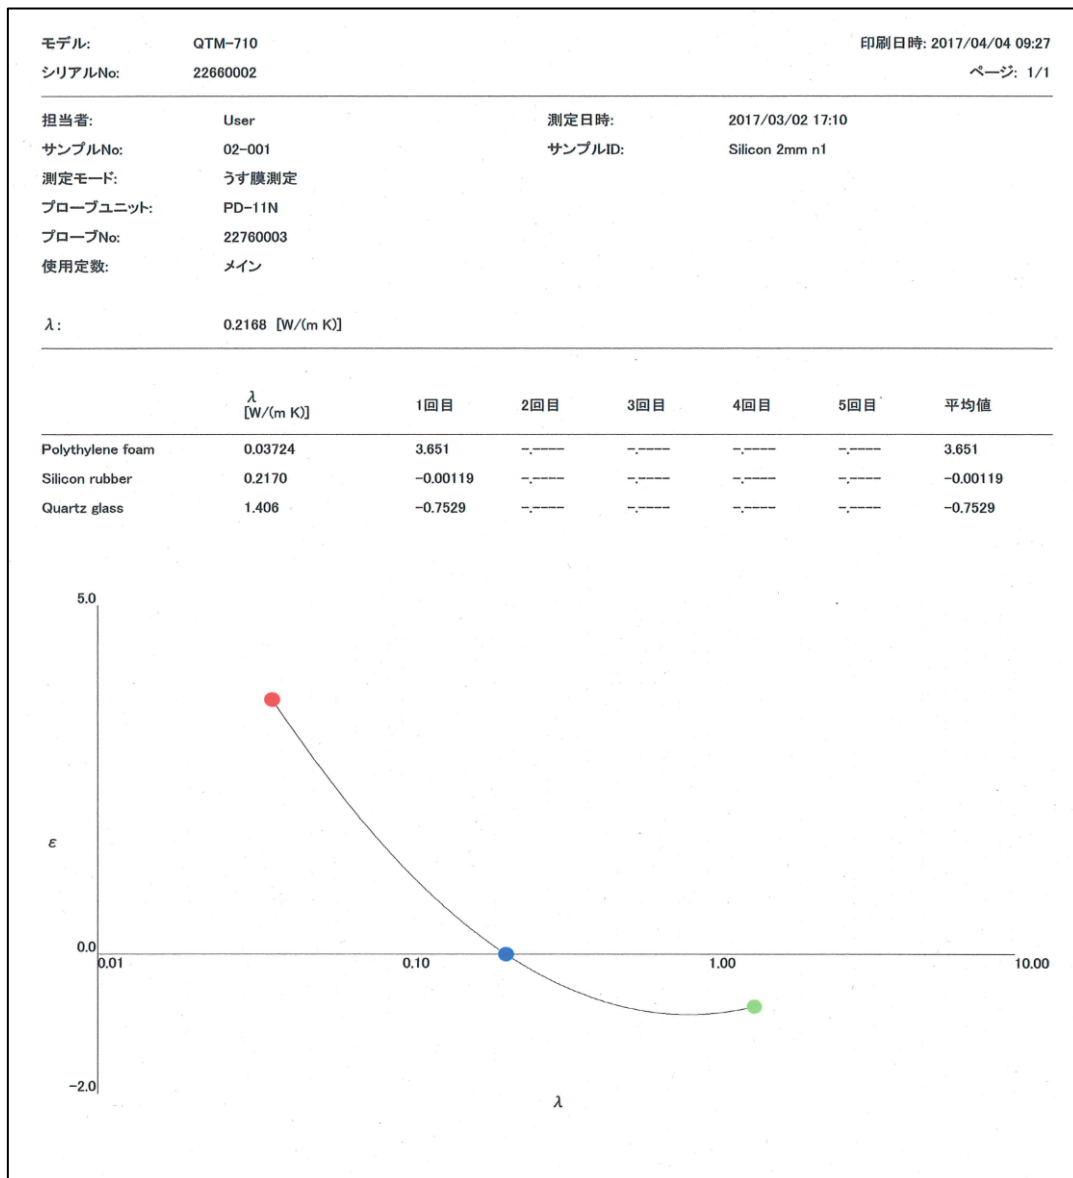 モデル: QTM-710 印刷日時: 2017/04/04 09:27
シリアルNo: 22660002 ページ: 1/1
担当者: User 測定日時: 2017/03/02 17:10
サンプルNo: 02-001 サンプルID: Silicon 2mm n1
測定モード: うす膜測定
プローブユニット: PD-11N
プローブNo: 22760003
使用定数: メイン
λ: 0.2168 [W/(m K)]
λ
[W/(m K)] 1回目 2回目 3回目 4回目 5回目 平均値
Polythylene foam 0.03724 3.651 -.---- -.---- -.---- -.---- 3.651
Silicon rubber 0.2170 -0.00119 -.---- -.---- -.---- -.---- -0.00119
Quartz glass 1.406 -0.7529 -.---- -.---- -.---- -.---- -0.7529
5.0
ε
0.0
0.01 0.10 1.00 10.00
-2.0
λ